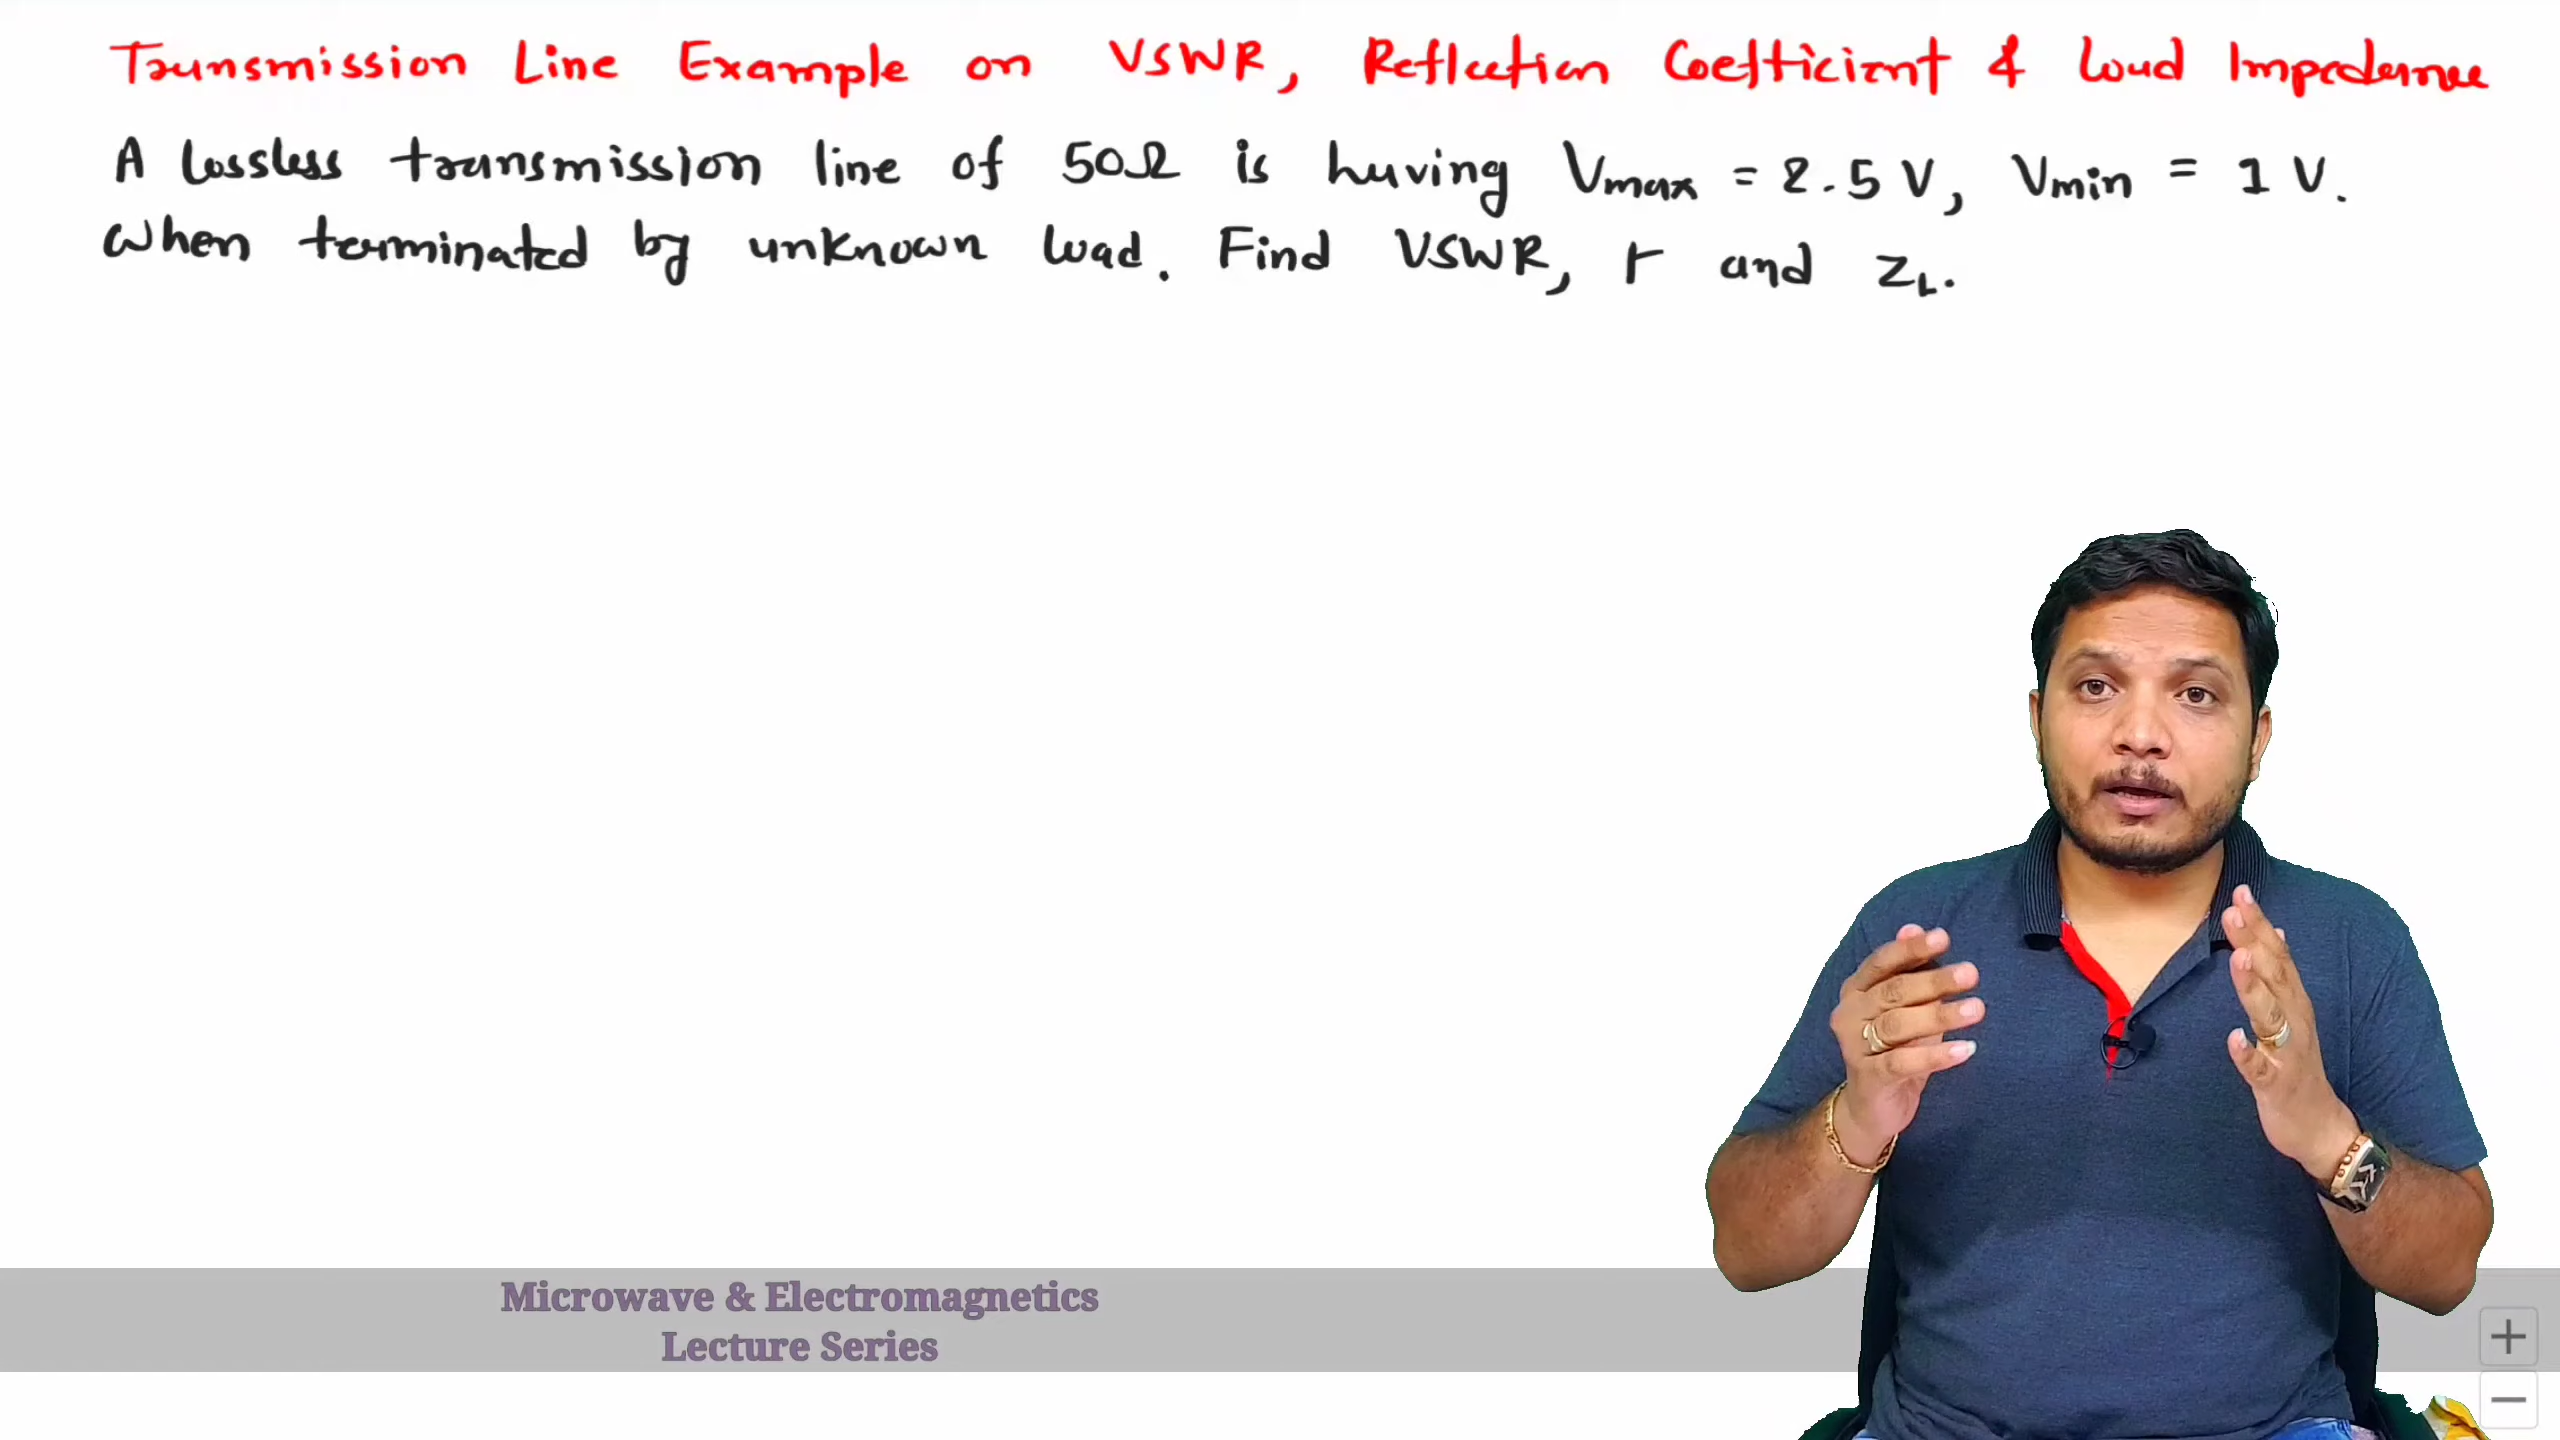 Transmission Line Example on VSWR, Reflection Coefficient & Load Impedance
A lossless transmission line of 50Ω is having Vmax = 2.5 V, Vmin = 1 V.
When terminated by unknown load. Find VSWR, Γ and ZL.
Microwave & Electromagnetics
Lecture Series